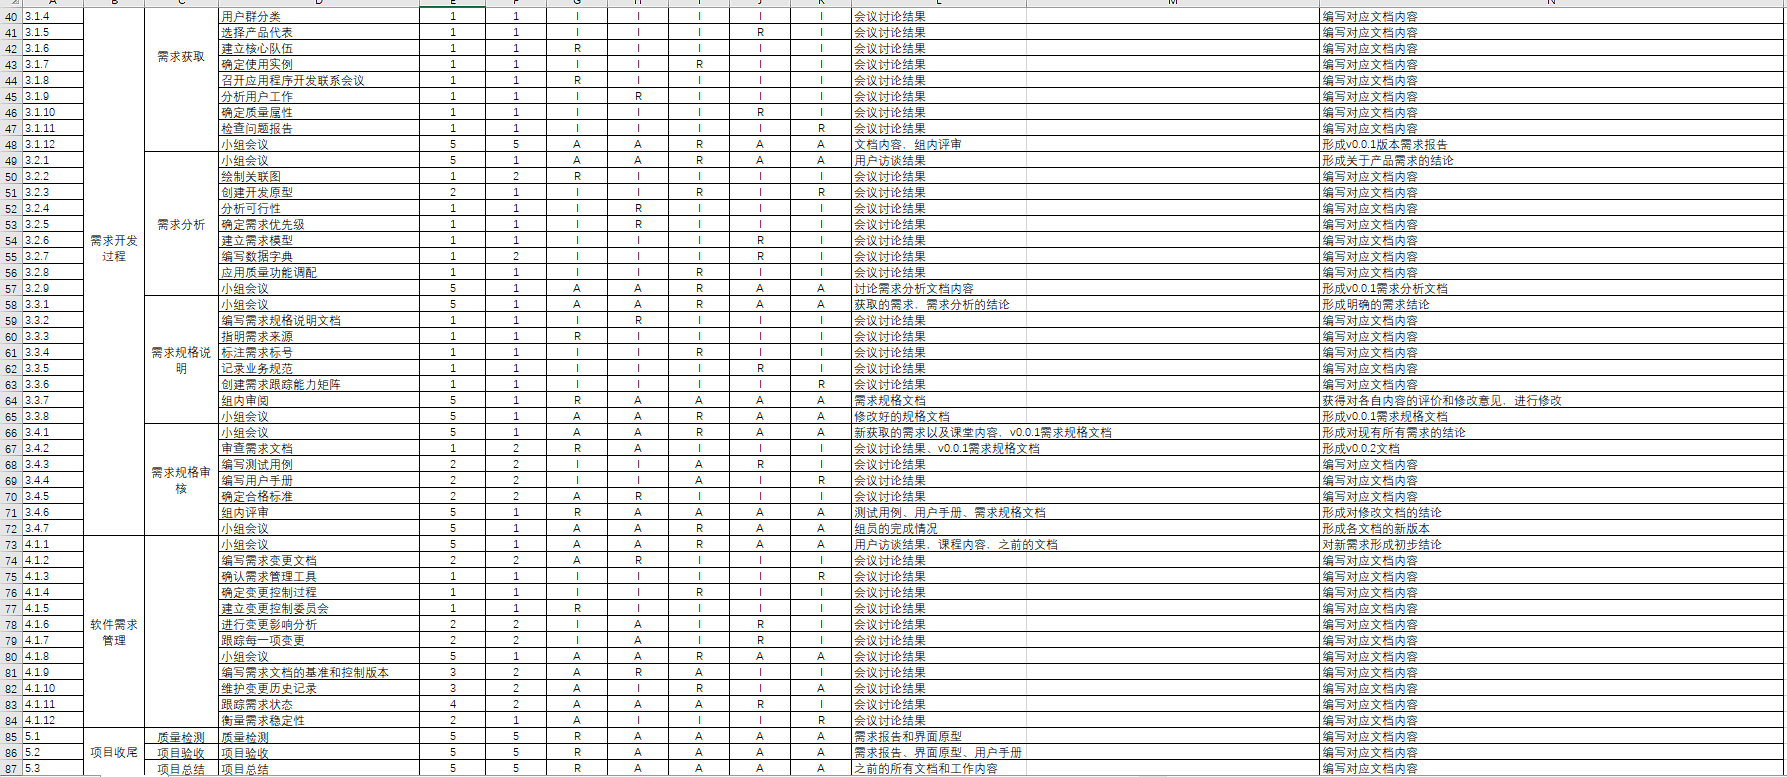 A B C D E F G H I J K L M N
40 3.1.4 用户群分类 1 1 I I I I I 会议讨论结果 编写对应文档内容
41 3.1.5 选择产品代表 1 1 I I I R I 会议讨论结果 编写对应文档内容
42 3.1.6 建立核心队伍 1 1 R I I I I 会议讨论结果 编写对应文档内容
需求获取
43 3.1.7 确定使用实例 1 1 I I R I I 会议讨论结果 编写对应文档内容
44 3.1.8 召开应用程序开发联系会议 1 1 R I I I I 会议讨论结果 编写对应文档内容
45 3.1.9 分析用户工作 1 1 I R I I I 会议讨论结果 编写对应文档内容
46 3.1.10 确定质量属性 1 1 I I I R I 会议讨论结果 编写对应文档内容
47 3.1.11 检查问题报告 1 1 I I I I R 会议讨论结果 编写对应文档内容
48 3.1.12 小组会议 5 5 A A R A A 文档内容，组内评审 形成v0.0.1版本需求报告
49 3.2.1 小组会议 5 1 A A R A A 用户访谈结果 形成关于产品需求的结论
50 3.2.2 绘制关联图 1 2 R I I I I 会议讨论结果 编写对应文档内容
51 3.2.3 创建开发原型 2 1 I I R I R 会议讨论结果 编写对应文档内容
52 3.2.4 分析可行性 1 1 I R I I I 会议讨论结果 编写对应文档内容
53 3.2.5 需求分析 确定需求优先级 1 1 I R I I I 会议讨论结果 编写对应文档内容
54 3.2.6 需求开发 建立需求模型 1 1 I I I R I 会议讨论结果 编写对应文档内容
55 3.2.7 过程 编写数据字典 1 2 I I I R I 会议讨论结果 编写对应文档内容
56 3.2.8 应用质量功能调配 1 1 I I R I I 会议讨论结果 编写对应文档内容
57 3.2.9 小组会议 5 1 A A R A A 讨论需求分析文档内容 形成v0.0.1需求分析文档
58 3.3.1 小组会议 5 1 A A R A A 获取的需求，需求分析的结论 形成明确的需求结论
59 3.3.2 编写需求规格说明文档 1 1 I R I I I 会议讨论结果 编写对应文档内容
60 3.3.3 指明需求来源 1 1 R I I I I 会议讨论结果 编写对应文档内容
61 3.3.4 需求规格说 标注需求标号 1 1 I I R I I 会议讨论结果 编写对应文档内容
62 3.3.5 明 记录业务规范 1 1 I I I R I 会议讨论结果 编写对应文档内容
63 3.3.6 创建需求跟踪能力矩阵 1 1 I I I I R 会议讨论结果 编写对应文档内容
64 3.3.7 组内审阅 5 1 R A A A A 需求规格文档 获得对各自内容的评价和修改意见，进行修改
65 3.3.8 小组会议 5 1 A A R A A 修改好的规格文档 形成v0.0.1需求规格文档
66 3.4.1 小组会议 5 1 A A R A A 新获取的需求以及课堂内容，v0.0.1需求规格文档 形成对现有所有需求的结论
67 3.4.2 审查需求文档 1 2 R A I I I 会议讨论结果、v0.0.1需求规格文档 形成v0.0.2文档
68 3.4.3 需求规格审 编写测试用例 2 2 I I A R I 会议讨论结果 编写对应文档内容
69 3.4.4 核 编写用户手册 2 2 I I A I R 会议讨论结果 编写对应文档内容
70 3.4.5 确定合格标准 2 2 A R I I I 会议讨论结果 编写对应文档内容
71 3.4.6 组内评审 5 1 R A A A A 测试用例、用户手册、需求规格文档 形成对修改文档的结论
72 3.4.7 小组会议 5 1 A A R A A 组员的完成情况 形成各文档的新版本
73 4.1.1 小组会议 5 1 A A R A A 用户访谈结果，课程内容，之前的文档 对新需求形成初步结论
74 4.1.2 编写需求变更文档 2 2 A R I I I 会议讨论结果 编写对应文档内容
75 4.1.3 确认需求管理工具 1 1 I I I I R 会议讨论结果 编写对应文档内容
76 4.1.4 确定变更控制过程 1 1 I I R I I 会议讨论结果 编写对应文档内容
77 4.1.5 建立变更控制委员会 1 1 R I I I I 会议讨论结果 编写对应文档内容
78 4.1.6 软件需求 进行变更影响分析 2 2 I A I R I 会议讨论结果 编写对应文档内容
79 4.1.7 管理 跟踪每一项变更 2 2 I A I R I 会议讨论结果 编写对应文档内容
80 4.1.8 小组会议 5 1 A A R A A 会议讨论结果 编写对应文档内容
81 4.1.9 编写需求文档的基准和控制版本 3 2 A R A I I 会议讨论结果 编写对应文档内容
82 4.1.10 维护变更历史记录 3 2 A I R I A 会议讨论结果 编写对应文档内容
83 4.1.11 跟踪需求状态 4 2 A A A R I 会议讨论结果 编写对应文档内容
84 4.1.12 衡量需求稳定性 2 1 A I I I R 会议讨论结果 编写对应文档内容
85 5.1 质量检测 质量检测 5 5 R A A A A 需求报告和界面原型 编写对应文档内容
86 5.2 项目收尾 项目验收 项目验收 5 5 R A A A A 需求报告、界面原型、用户手册 编写对应文档内容
87 5.3 项目总结 项目总结 5 5 R A A A A 之前的所有文档和工作内容 编写对应文档内容